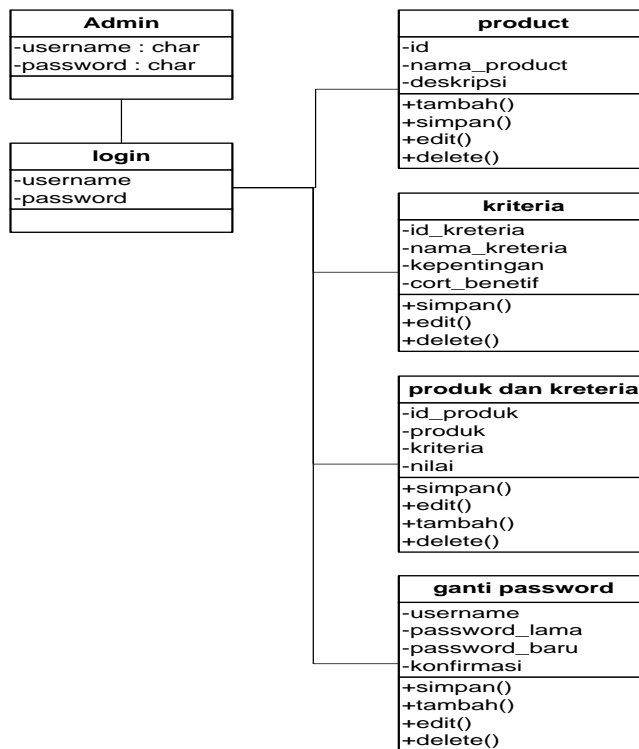 Admin
-username : char
-password : char
login
-username
-password
product
-id
-nama_product
-deskripsi
+tambah()
+simpan()
+edit()
+delete()
kriteria
-id_kreteria
-nama_kreteria
-kepentingan
-cort_benetif
+simpan()
+edit()
+delete()
produk dan kreteria
-id_produk
-produk
-kriteria
-nilai
+simpan()
+edit()
+tambah()
+delete()
ganti password
-username
-password_lama
-password_baru
-konfirmasi
+simpan()
+tambah()
+edit()
+delete()